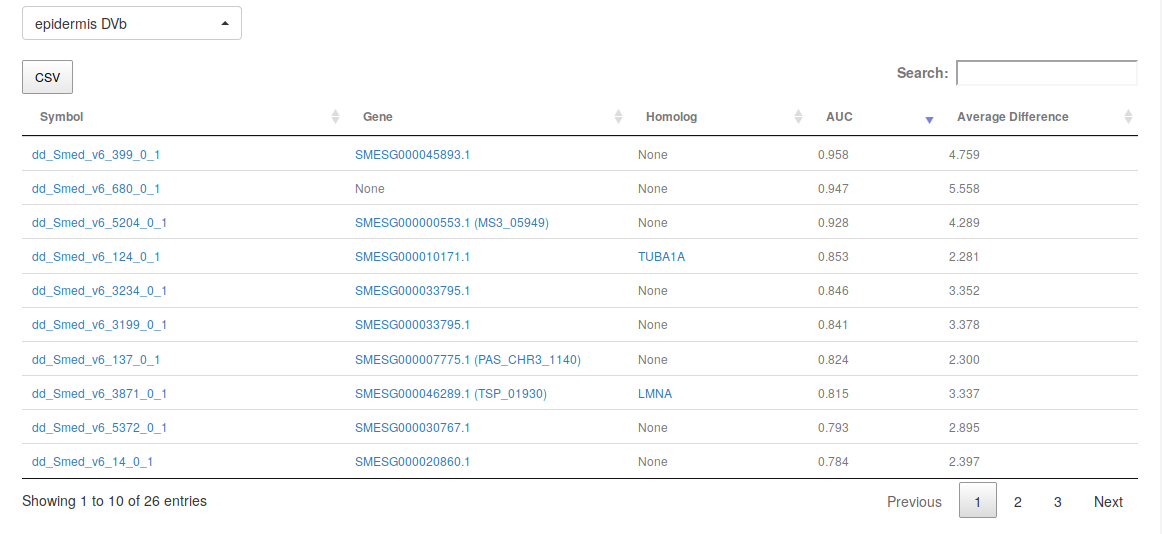 epidermis DVb
CSV
Search:
Symbol Gene Homolog AUC Average Difference
dd_Smed_v6_399_0_1 SMESG000045893.1 None 0.958 4.759
dd_Smed_v6_680_0_1 None None 0.947 5.558
dd_Smed_v6_5204_0_1 SMESG000000553.1 (MS3_05949) None 0.928 4.289
dd_Smed_v6_124_0_1 SMESG000010171.1 TUBA1A 0.853 2.281
dd_Smed_v6_3234_0_1 SMESG000033795.1 None 0.846 3.352
dd_Smed_v6_3199_0_1 SMESG000033795.1 None 0.841 3.378
dd_Smed_v6_137_0_1 SMESG000007775.1 (PAS_CHR3_1140) None 0.824 2.300
dd_Smed_v6_3871_0_1 SMESG000046289.1 (TSP_01930) LMNA 0.815 3.337
dd_Smed_v6_5372_0_1 SMESG000030767.1 None 0.793 2.895
dd_Smed_v6_14_0_1 SMESG000020860.1 None 0.784 2.397
Showing 1 to 10 of 26 entries Previous 1 2 3 Next